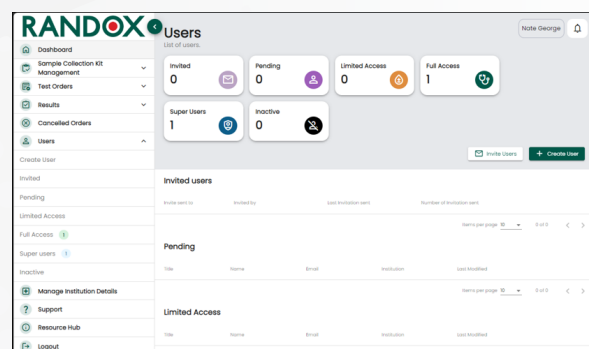 RANDOX
Dashboard
Sample Collection Kit
Management
Test Orders
Results
Cancelled Orders
Users
Create User
Invited
Pending
Limited Access
Full Access 1
Super users 1
Inactive
Manage Institution Details
Support
Resource Hub
Logout
Users
List of users.
Note George
Invited
0
Pending
0
Limited Access
0
Full Access
1
Super Users
1
Inactive
0
Invite Users
+ Create User
Invited users
Invite sent to Invited by Last Invitation sent Number of Invitation sent
Items per page 10 0 of 0
Pending
Title Name Email Institution Last Modified
Items per page 10 0 of 0
Limited Access
Title Name Email Institution Last Modified